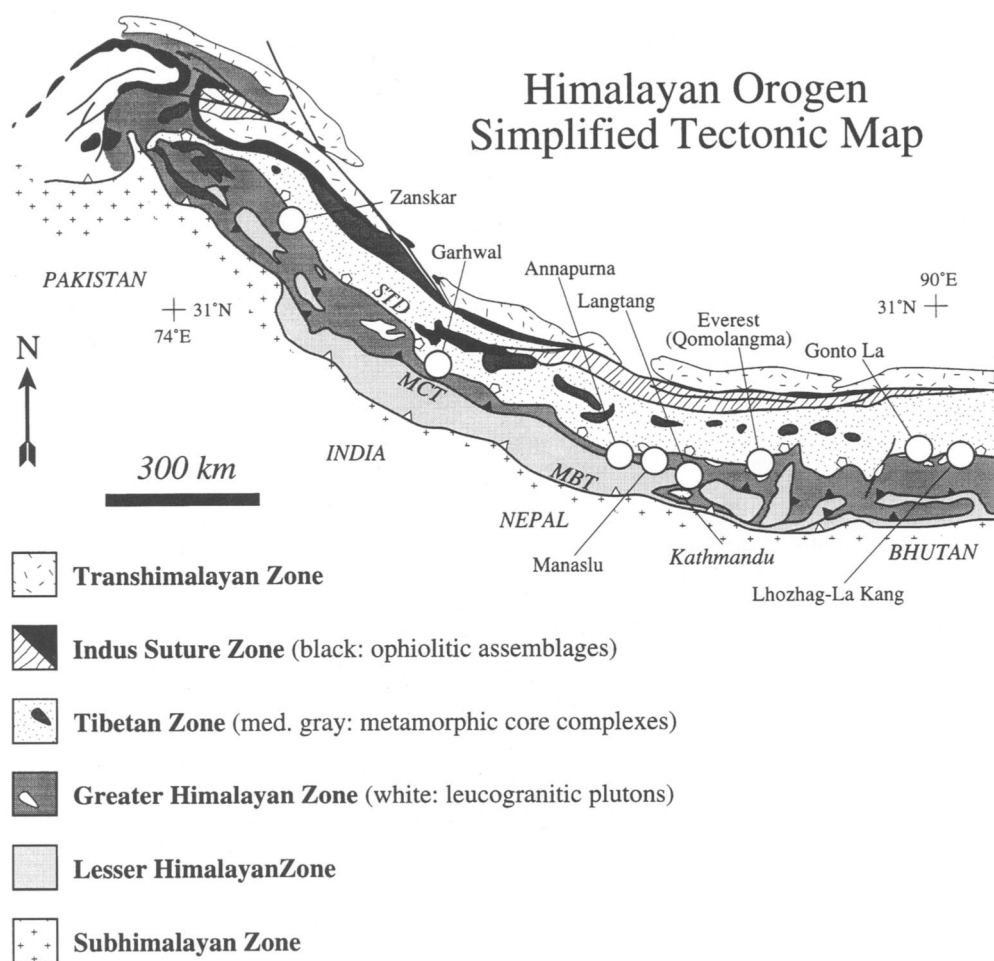 Himalayan Orogen
Simplified Tectonic Map
Zanskar
Garhwal
Annapurna
Langtang
Everest
(Qomolangma)
Gonto La
90°E
31°N
PAKISTAN
31°N
74°E
STD
MCT
MBT
N
300 km
INDIA
NEPAL
Manaslu
Kathmandu
BHUTAN
Lhozhag-La Kang
Transhimalayan Zone
Indus Suture Zone (black: ophiolitic assemblages)
Tibetan Zone (med. gray: metamorphic core complexes)
Greater Himalayan Zone (white: leucogranitic plutons)
Lesser HimalayanZone
Subhimalayan Zone